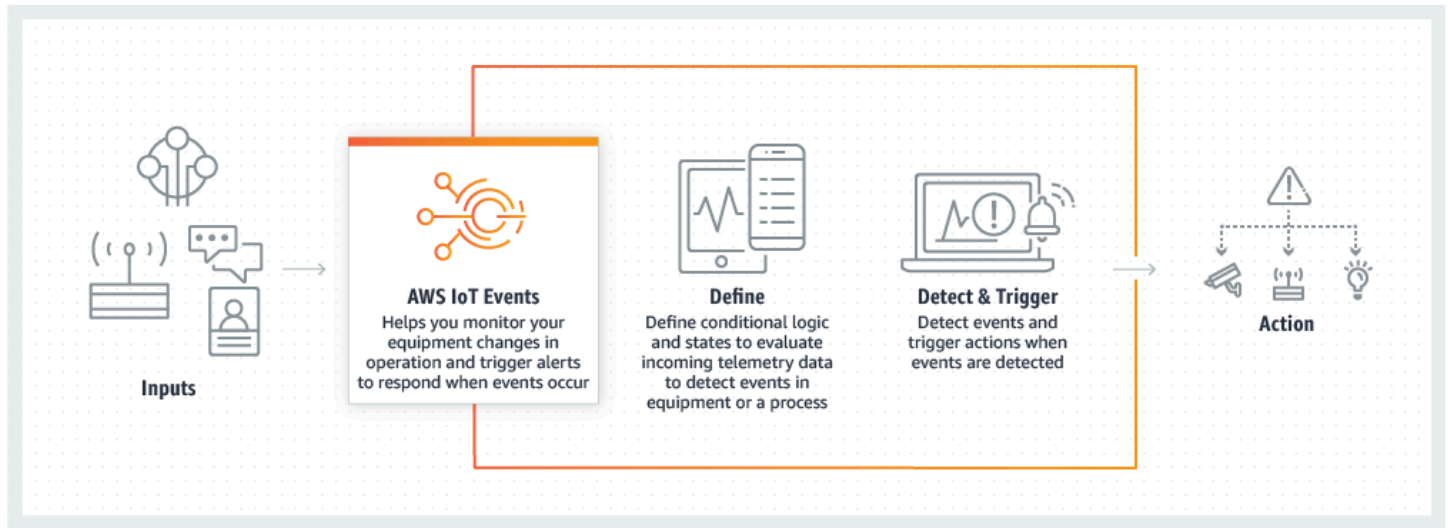 Inputs
AWS IoT Events
Helps you monitor your
equipment changes in
operation and trigger alerts
to respond when events occur
Define
Define conditional logic
and states to evaluate
incoming telemetry data
to detect events in
equipment or a process
Detect & Trigger
Detect events and
trigger actions when
events are detected
Action